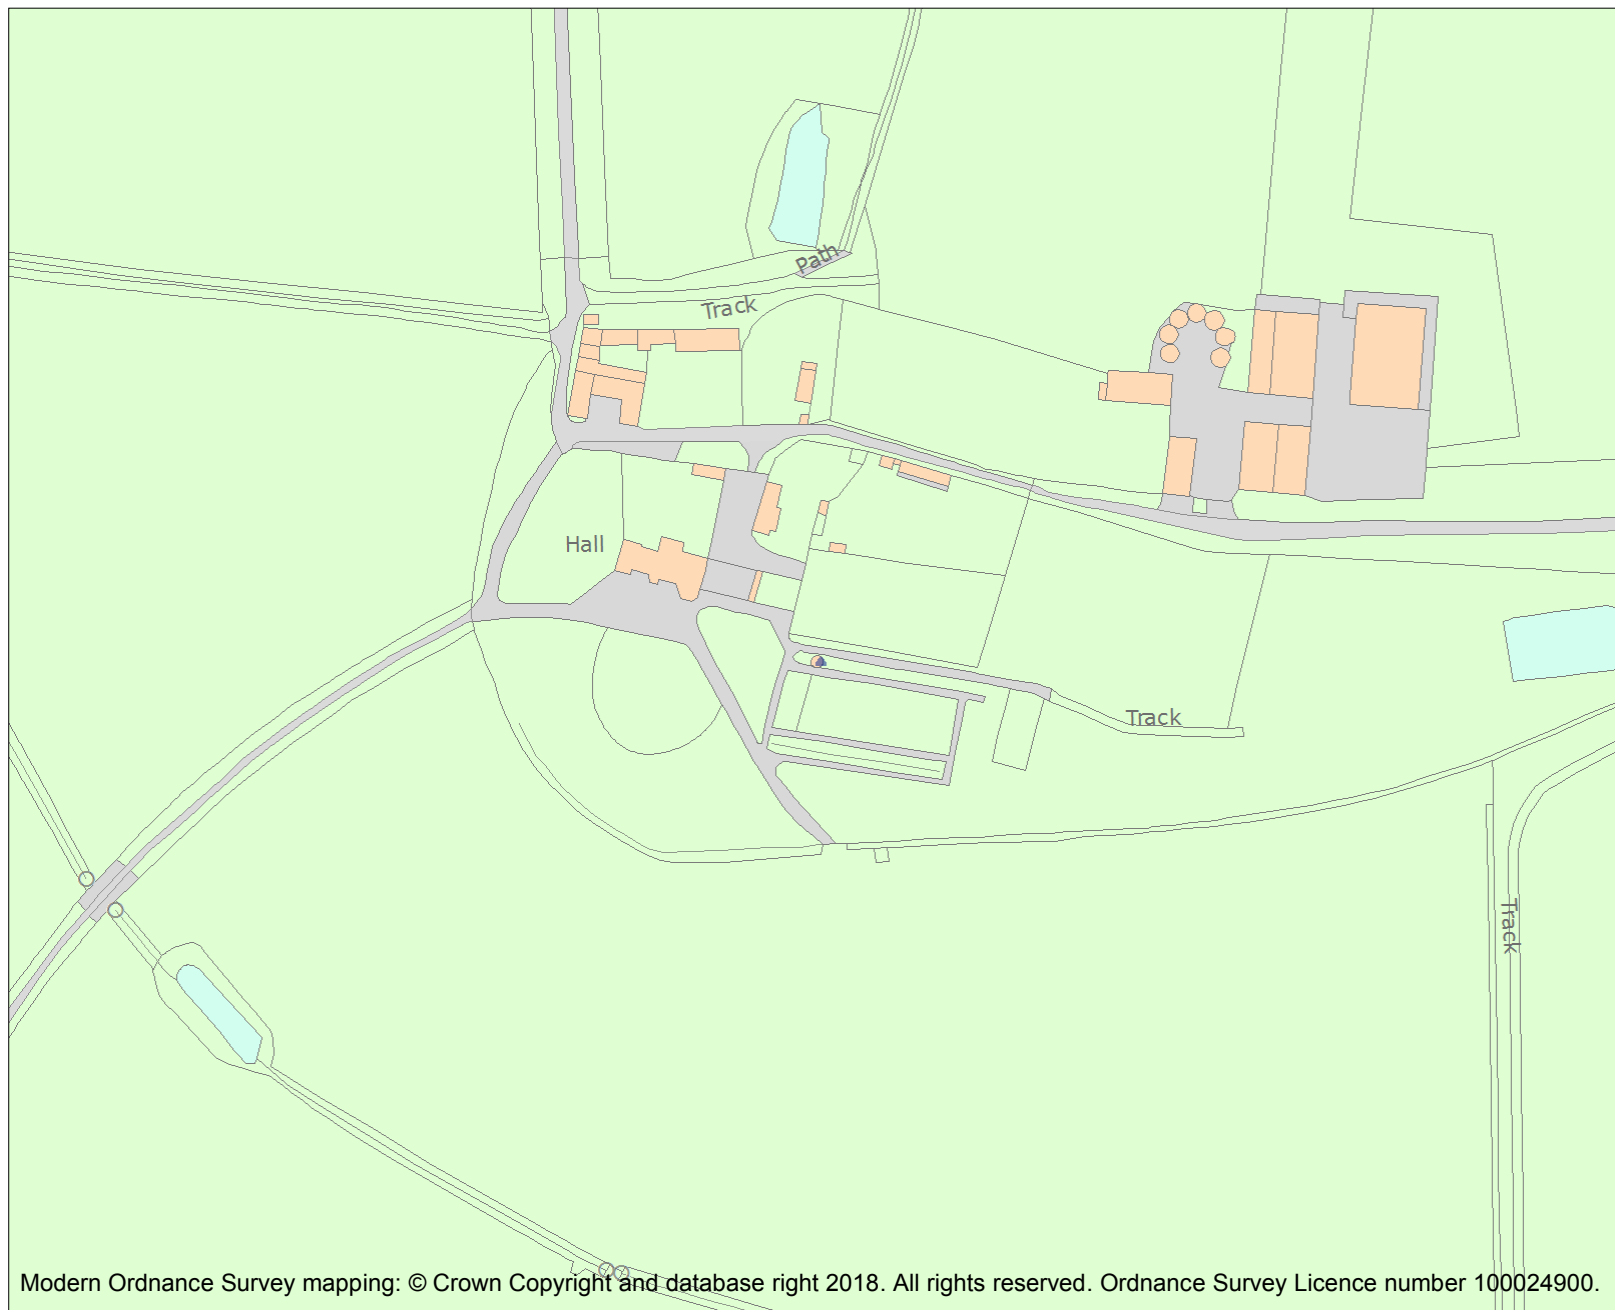 Path
Track
Hall
Track
Track
Modern Ordnance Survey mapping: © Crown Copyright and database right 2018. All rights reserved. Ordnance Survey Licence number 100024900.